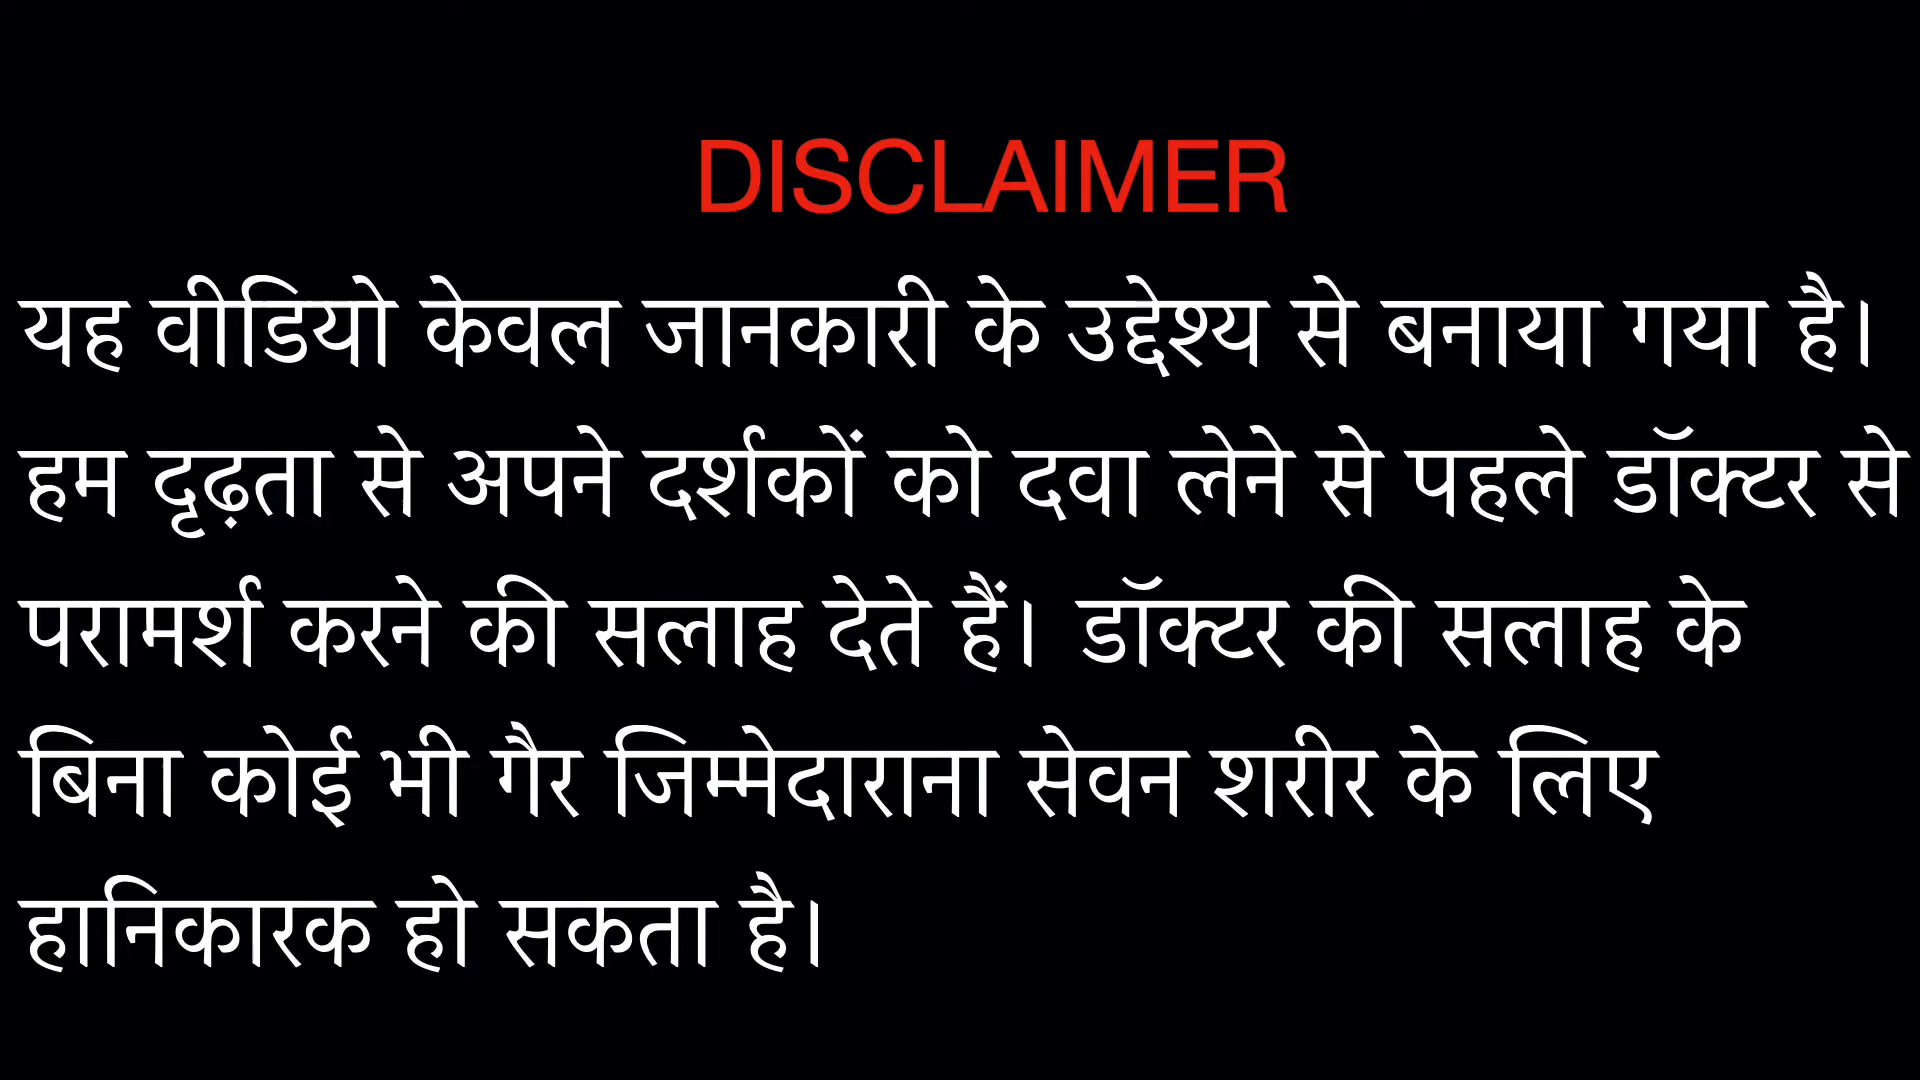 DISCLAIMER
यह वीडियो केवल जानकारी के उद्देश्य से बनाया गया है।
हम दृढ़ता से अपने दर्शकों को दवा लेने से पहले डॉक्टर से
परामर्श करने की सलाह देते हैं। डॉक्टर की सलाह के
बिना कोई भी गैर जिम्मेदाराना सेवन शरीर के लिए
हानिकारक हो सकता है।